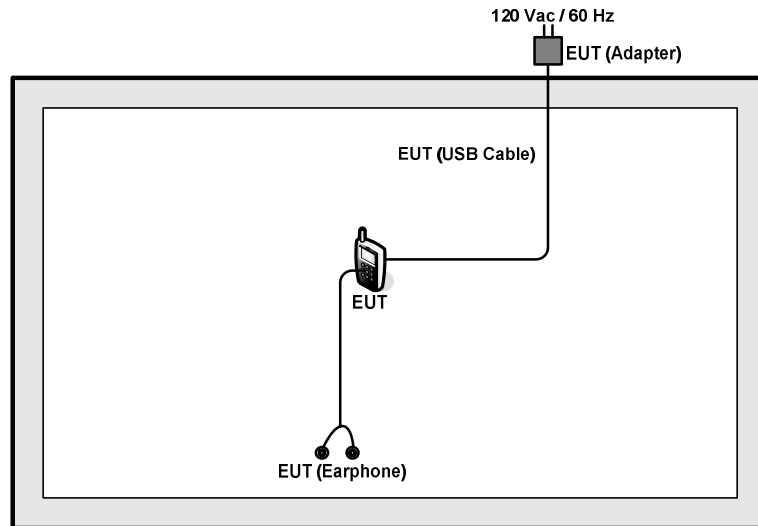 120 Vac / 60 Hz
EUT (Adapter)
EUT (USB Cable)
EUT
EUT (Earphone)